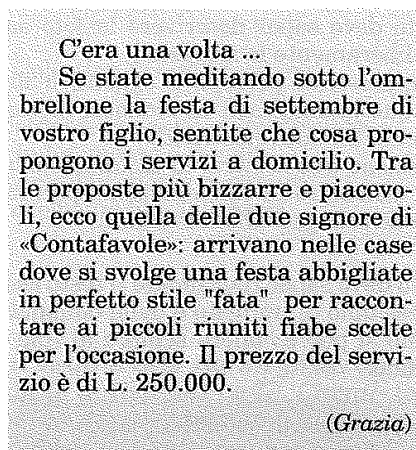 C'era una volta ...
Se state meditando sotto l'om-
brellone la festa di settembre di
vostro figlio, sentite che cosa pro-
pongono i servizi a domicilio. Tra
le proposte più bizzarre e piacevo-
li, ecco quella delle due signore di
«Contafavole»: arrivano nelle case
dove si svolge una festa abbigliate
in perfetto stile "fata" per raccon-
tare ai piccoli riuniti fiabe scelte
per l'occasione. Il prezzo del servi-
zio è di L. 250.000.
(Grazia)